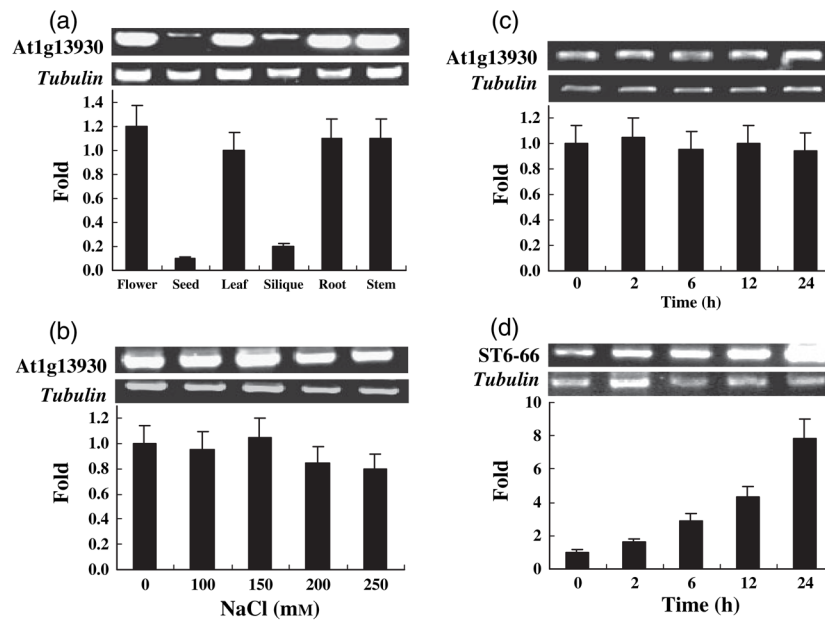 (a)
At1g13930
Tubulin
Fold
1.4
1.2
1.0
0.8
0.6
0.4
0.2
0.0
Flower Seed Leaf Silique Root Stem
(b)
At1g13930
Tubulin
Fold
1.2
1.0
0.8
0.6
0.4
0.2
0.0
0 100 150 200 250
NaCl (mM)
(c)
At1g13930
Tubulin
Fold
1.2
1.0
0.8
0.6
0.4
0.2
0.0
0 2 6 12 24
Time (h)
(d)
ST6-66
Tubulin
Fold
10
8
6
4
2
0
0 2 6 12 24
Time (h)